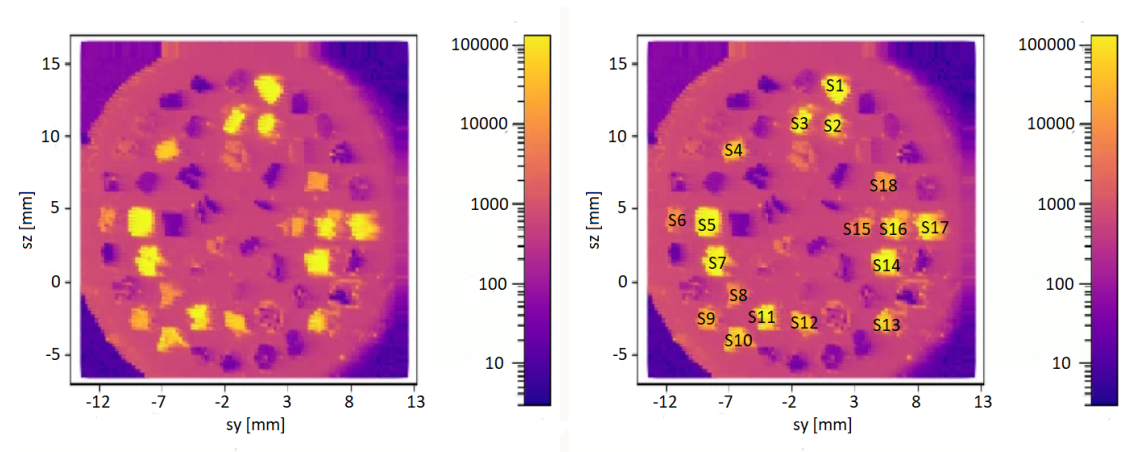 15
10
5
0
-5
sz [mm]
-12 -7 -2 3 8 13
sy [mm]
100000
10000
1000
100
10
15
10
5
0
-5
sz [mm]
-12 -7 -2 3 8 13
sy [mm]
S1
S3 S2
S4
S18
S6 S5 S15 S16 S17
S7 S14
S8
S9 S11 S12 S13
S10
100000
10000
1000
100
10